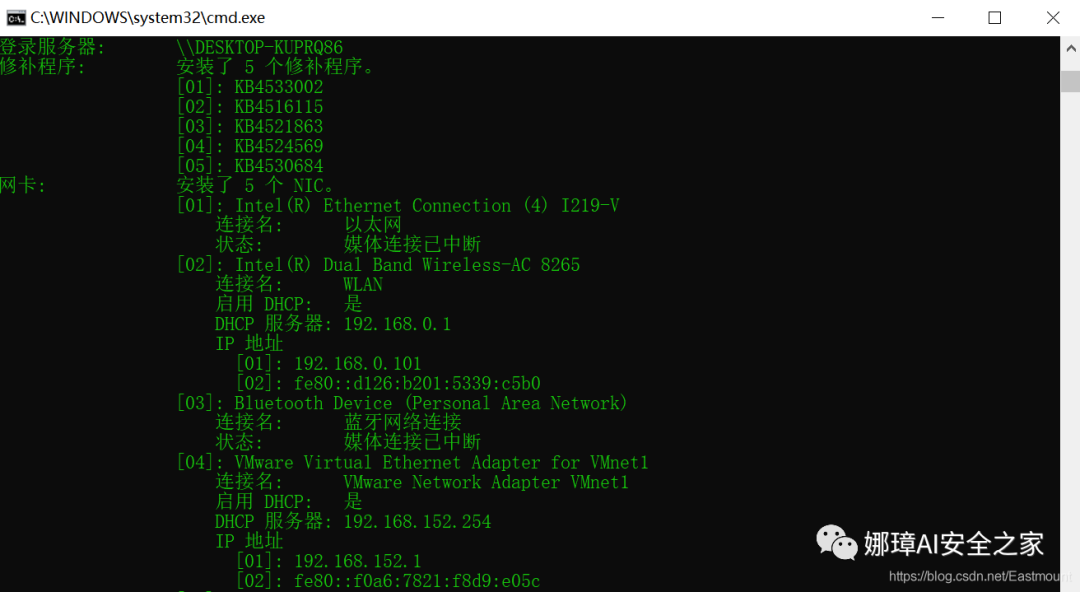 C:\WINDOWS\system32\cmd.exe
登录服务器: \\DESKTOP-KUPRQ86
修补程序: 安装了 5 个修补程序。
[01]: KB4533002
[02]: KB4516115
[03]: KB4521863
[04]: KB4524569
[05]: KB4530684
网卡: 安装了 5 个 NIC。
[01]: Intel(R) Ethernet Connection (4) I219-V
连接名: 以太网
状态: 媒体连接已中断
[02]: Intel(R) Dual Band Wireless-AC 8265
连接名: WLAN
启用 DHCP: 是
DHCP 服务器: 192.168.0.1
IP 地址
[01]: 192.168.0.101
[02]: fe80::d126:b201:5339:c5b0
[03]: Bluetooth Device (Personal Area Network)
连接名: 蓝牙网络连接
状态: 媒体连接已中断
[04]: VMware Virtual Ethernet Adapter for VMnet1
连接名: VMware Network Adapter VMnet1
启用 DHCP: 是
DHCP 服务器: 192.168.152.254
IP 地址
[01]: 192.168.152.1
[02]: fe80::f0a6:7821:f8d9:e05c
娜璋AI安全之家
https://blog.csdn.net/Eastmount